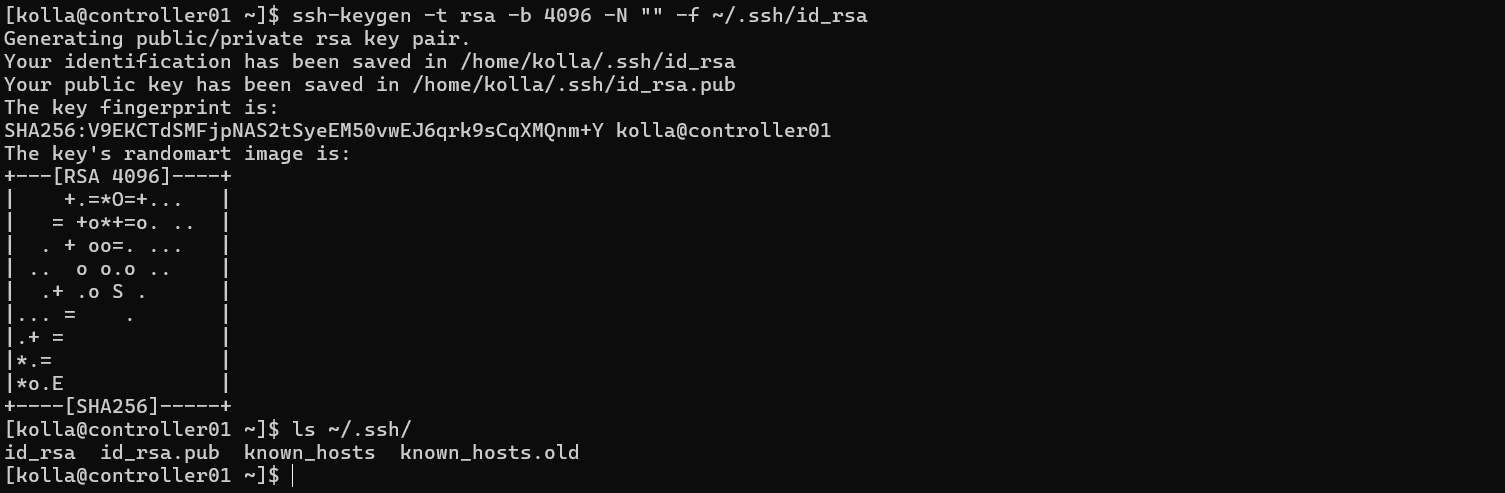 [kolla@controller01 ~]$ ssh-keygen -t rsa -b 4096 -N "" -f ~/.ssh/id_rsa
Generating public/private rsa key pair.
Your identification has been saved in /home/kolla/.ssh/id_rsa
Your public key has been saved in /home/kolla/.ssh/id_rsa.pub
The key fingerprint is:
SHA256:V9EKCTdSMFjpNAS2tSyeEM50vwEJ6qrk9sCqXMQnm+Y kolla@controller01
The key's randomart image is:
+---[RSA 4096]----+
|    +.=*O=+...   |
|   = +o*+=o. ..  |
|  . + oo=. ...   |
| ..  o o.o ..    |
|  .+ .o S .      |
|... =    .       |
|.+ =             |
|*.=              |
|*o.E             |
+----[SHA256]-----+
[kolla@controller01 ~]$ ls ~/.ssh/
id_rsa  id_rsa.pub  known_hosts  known_hosts.old
[kolla@controller01 ~]$